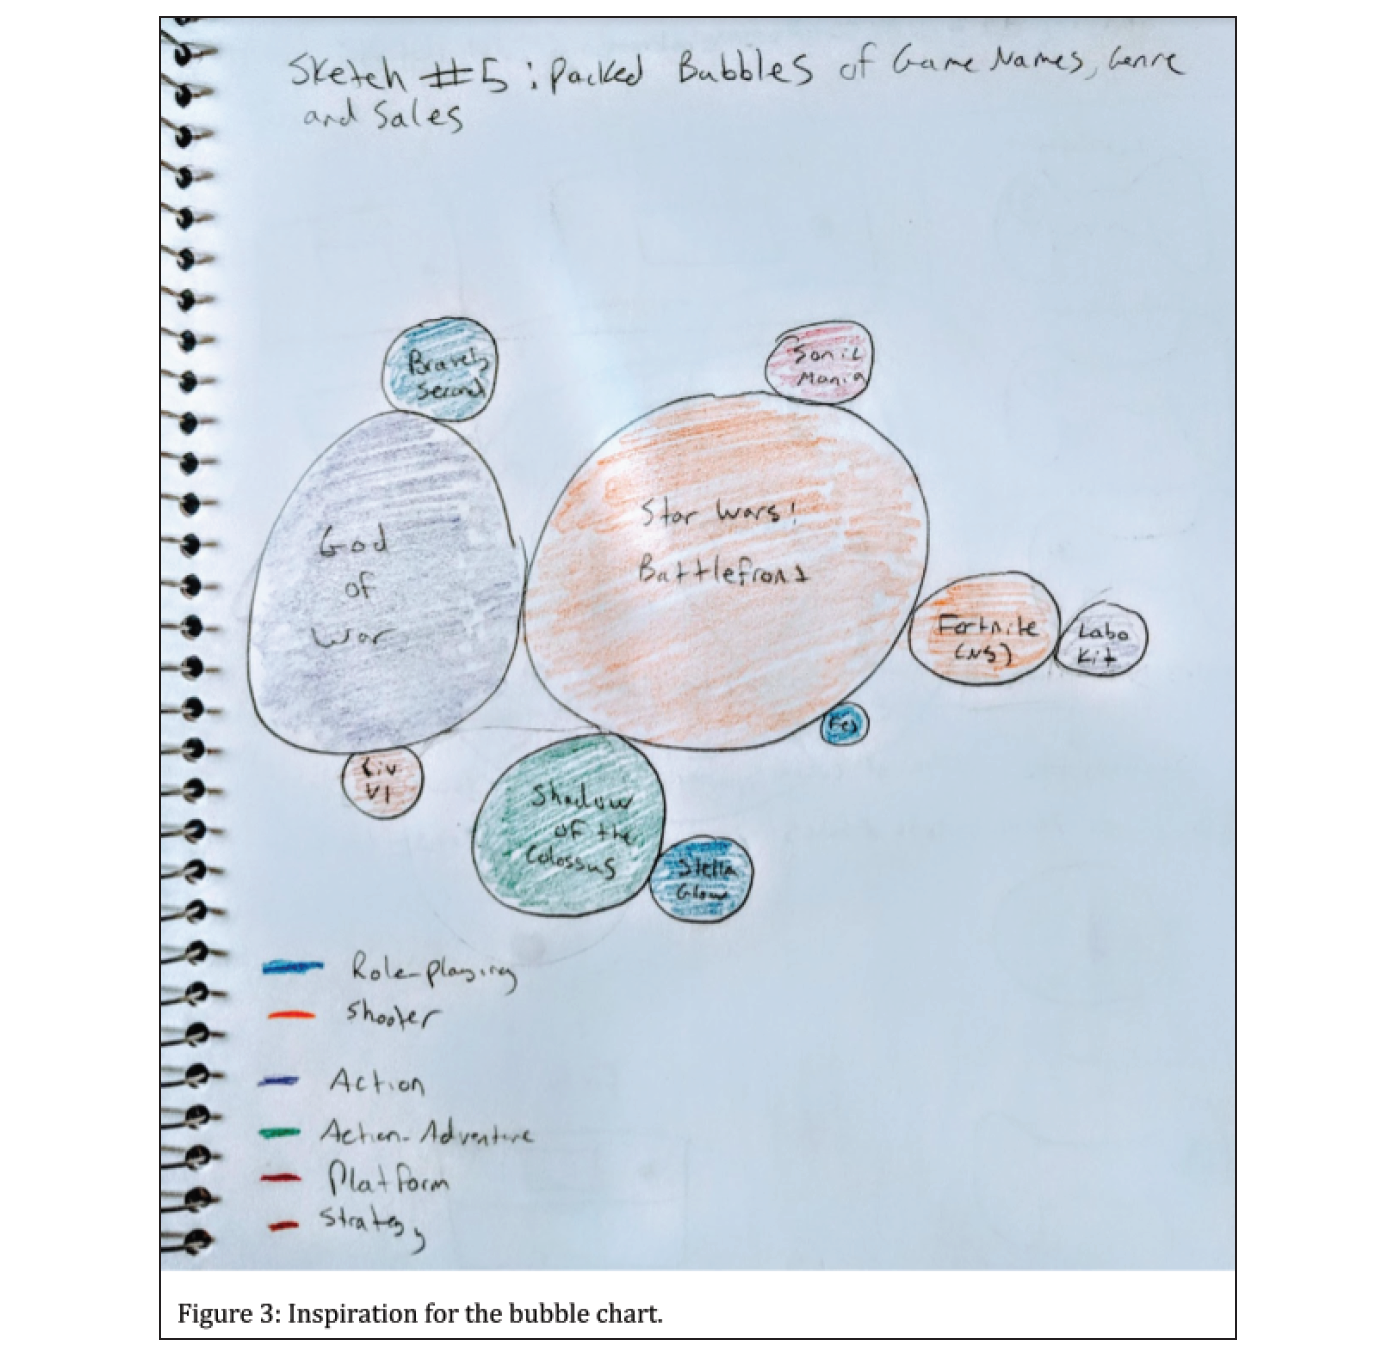 Sketch #5: Packed Bubbles of Game Names, Genre
and Sales
Bravely
Second
Sonic
Mania
God
of
War
Star Wars:
Battlefront
Fortnite
(NS)
Labo
Kit
Fez
Civ
VI
Shadow
of the
Colossus
Stella
Glow
Role-playing
Shooter
Action
Action-Adventure
Platform
Strategy
Figure 3: Inspiration for the bubble chart.